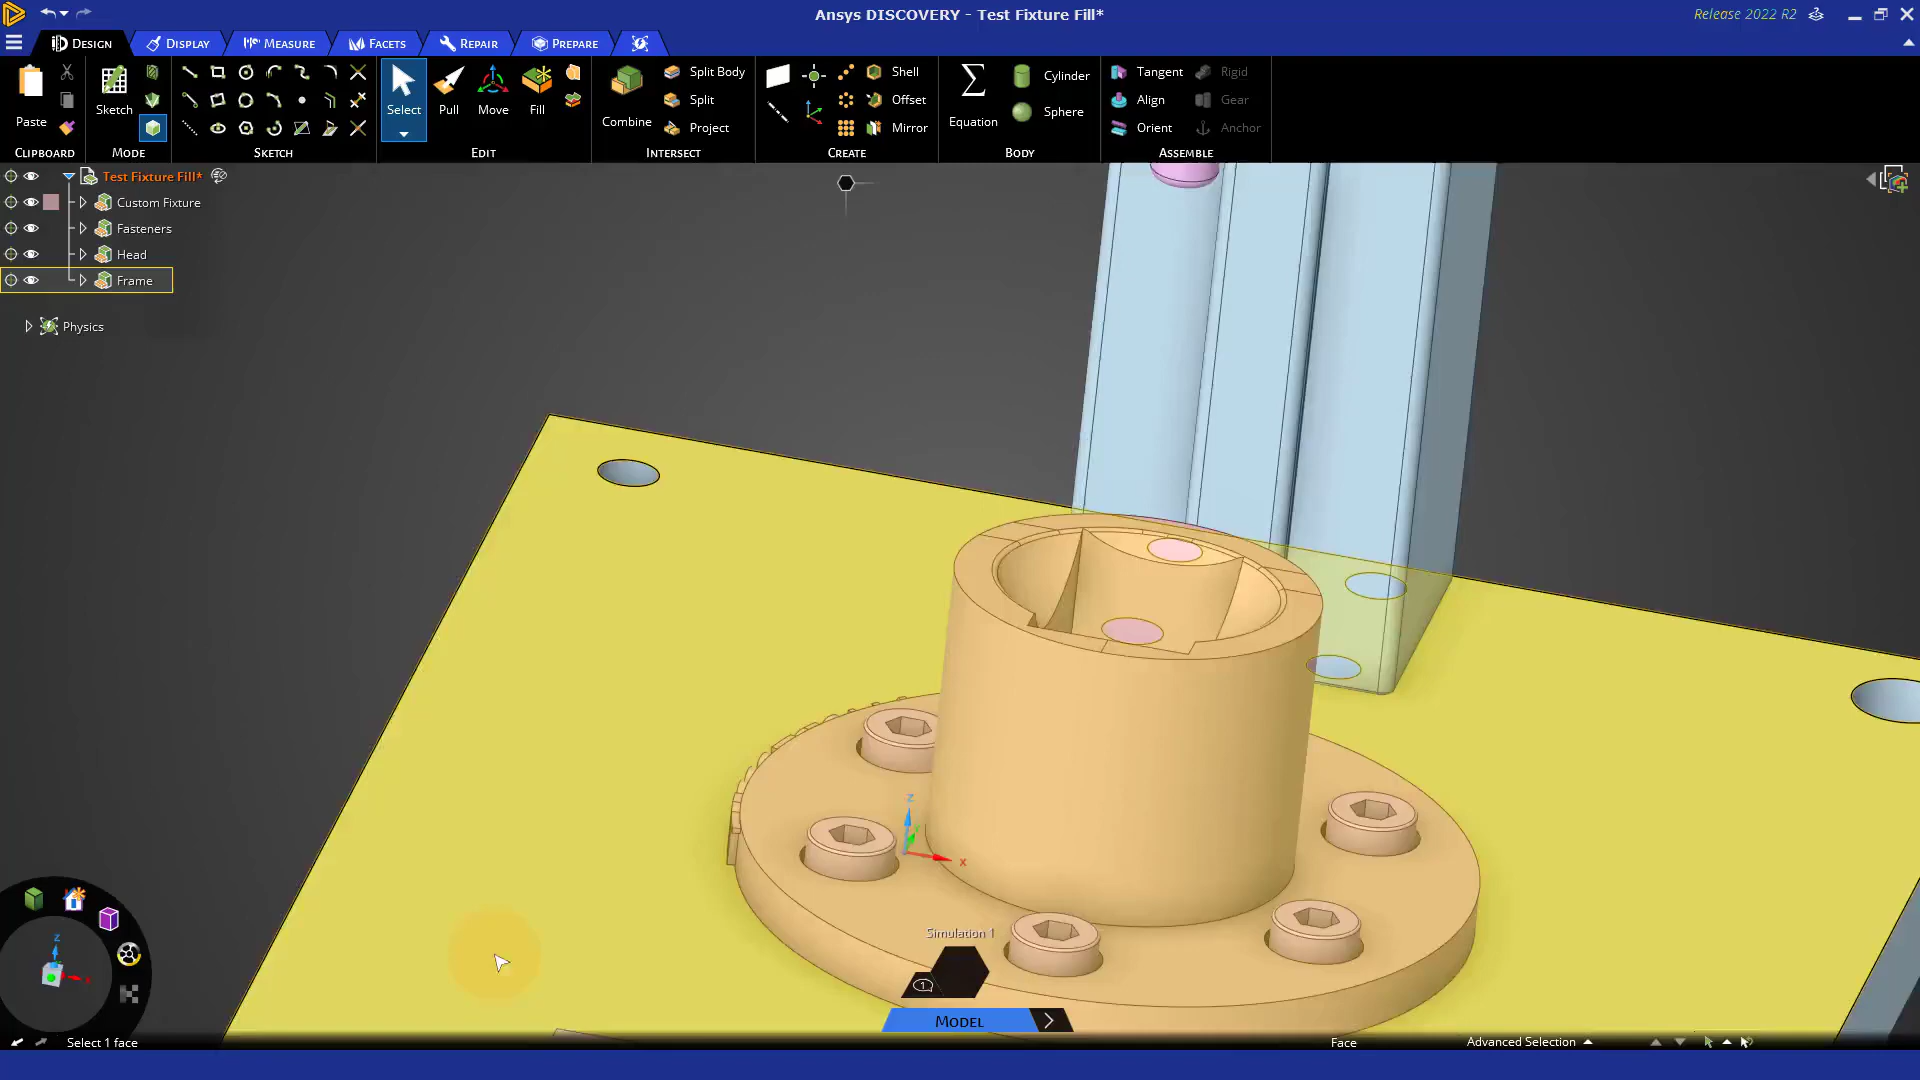 Ansys DISCOVERY - Test Fixture Fill*
Release 2022 R2
DESIGN
DISPLAY
MEASURE
FACETS
REPAIR
PREPARE
Paste
Sketch
Select
Pull
Move
Fill
Combine
Split Body
Split
Project
Shell
Offset
Mirror
Equation
Cylinder
Sphere
Tangent
Align
Orient
Rigid
Gear
Anchor
CLIPBOARD
MODE
SKETCH
EDIT
INTERSECT
CREATE
BODY
ASSEMBLE
Test Fixture Fill*
Custom Fixture
Fasteners
Head
Frame
Physics
Z
X
Z
X
Simulation 1
1
MODEL
Select 1 face
Face
Advanced Selection